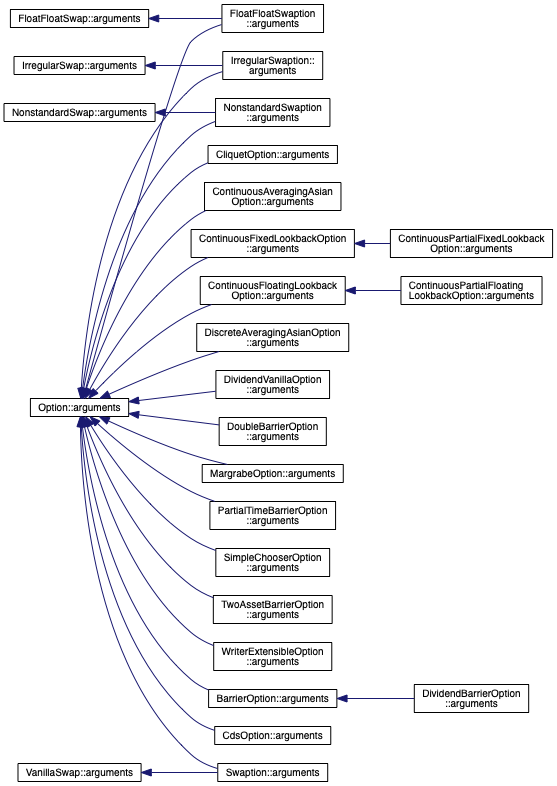 FloatFloatSwap::arguments
FloatFloatSwaption
::arguments
IrregularSwap::arguments
IrregularSwaption::
arguments
NonstandardSwap::arguments
NonstandardSwaption
::arguments
CliquetOption::arguments
ContinuousAveragingAsian
Option::arguments
ContinuousFixedLookbackOption
::arguments
ContinuousPartialFixedLookback
Option::arguments
ContinuousFloatingLookback
Option::arguments
ContinuousPartialFloating
LookbackOption::arguments
DiscreteAveragingAsianOption
::arguments
DividendVanillaOption
::arguments
Option::arguments
DoubleBarrierOption
::arguments
MargrabeOption::arguments
PartialTimeBarrierOption
::arguments
SimpleChooserOption
::arguments
TwoAssetBarrierOption
::arguments
WriterExtensibleOption
::arguments
BarrierOption::arguments
DividendBarrierOption
::arguments
CdsOption::arguments
VanillaSwap::arguments
Swaption::arguments